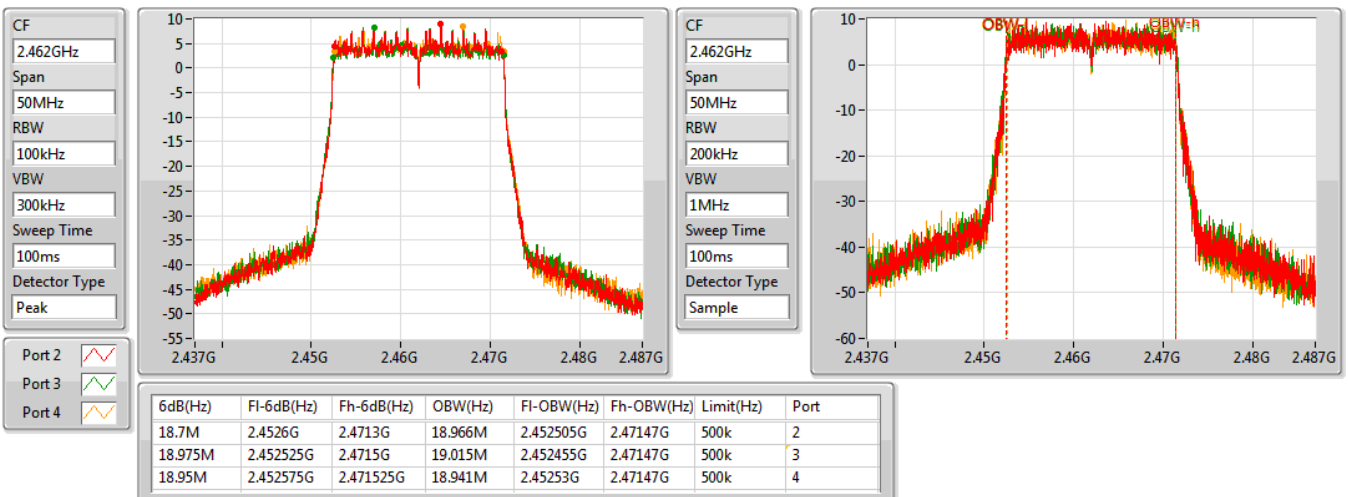 CF
2.462GHz
Span
50MHz
RBW
100kHz
VBW
300kHz
Sweep Time
100ms
Detector Type
Peak
10
5
0
-5
-10
-15
-20
-25
-30
-35
-40
-45
-50
-55
2.437G 2.45G 2.46G 2.47G 2.48G 2.487G
CF
2.462GHz
Span
50MHz
RBW
200kHz
VBW
1MHz
Sweep Time
100ms
Detector Type
Sample
OBW-l OBW-h
10
0
-10
-20
-30
-40
-50
-60
2.437G 2.45G 2.46G 2.47G 2.48G 2.487G
Port 2
Port 3
Port 4
6dB(Hz) Fl-6dB(Hz) Fh-6dB(Hz) OBW(Hz) Fl-OBW(Hz) Fh-OBW(Hz) Limit(Hz) Port
18.7M 2.4526G 2.4713G 18.966M 2.452505G 2.47147G 500k 2
18.975M 2.452525G 2.4715G 19.015M 2.452455G 2.47147G 500k 3
18.95M 2.452575G 2.471525G 18.941M 2.45253G 2.47147G 500k 4